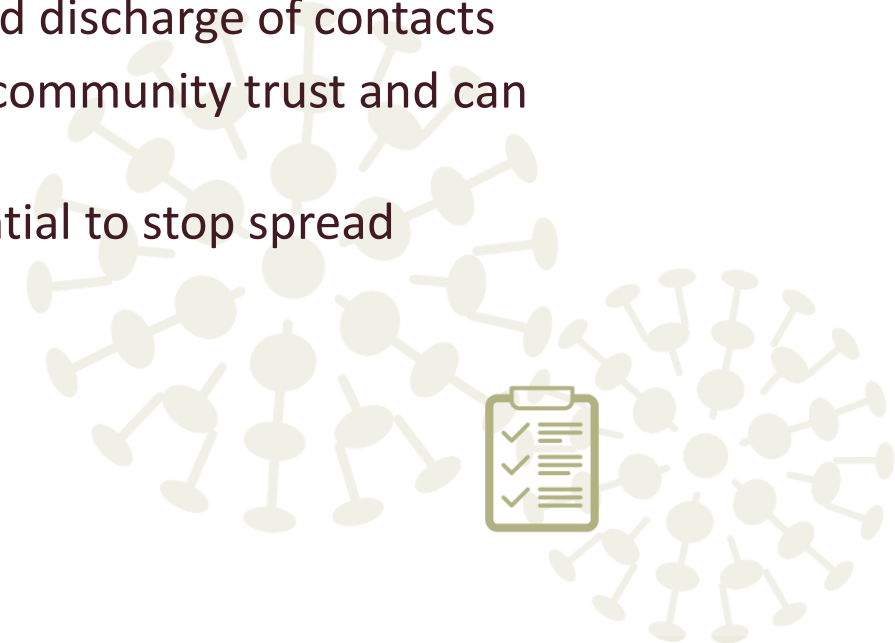 d discharge of contacts
community trust and can
tial to stop spread